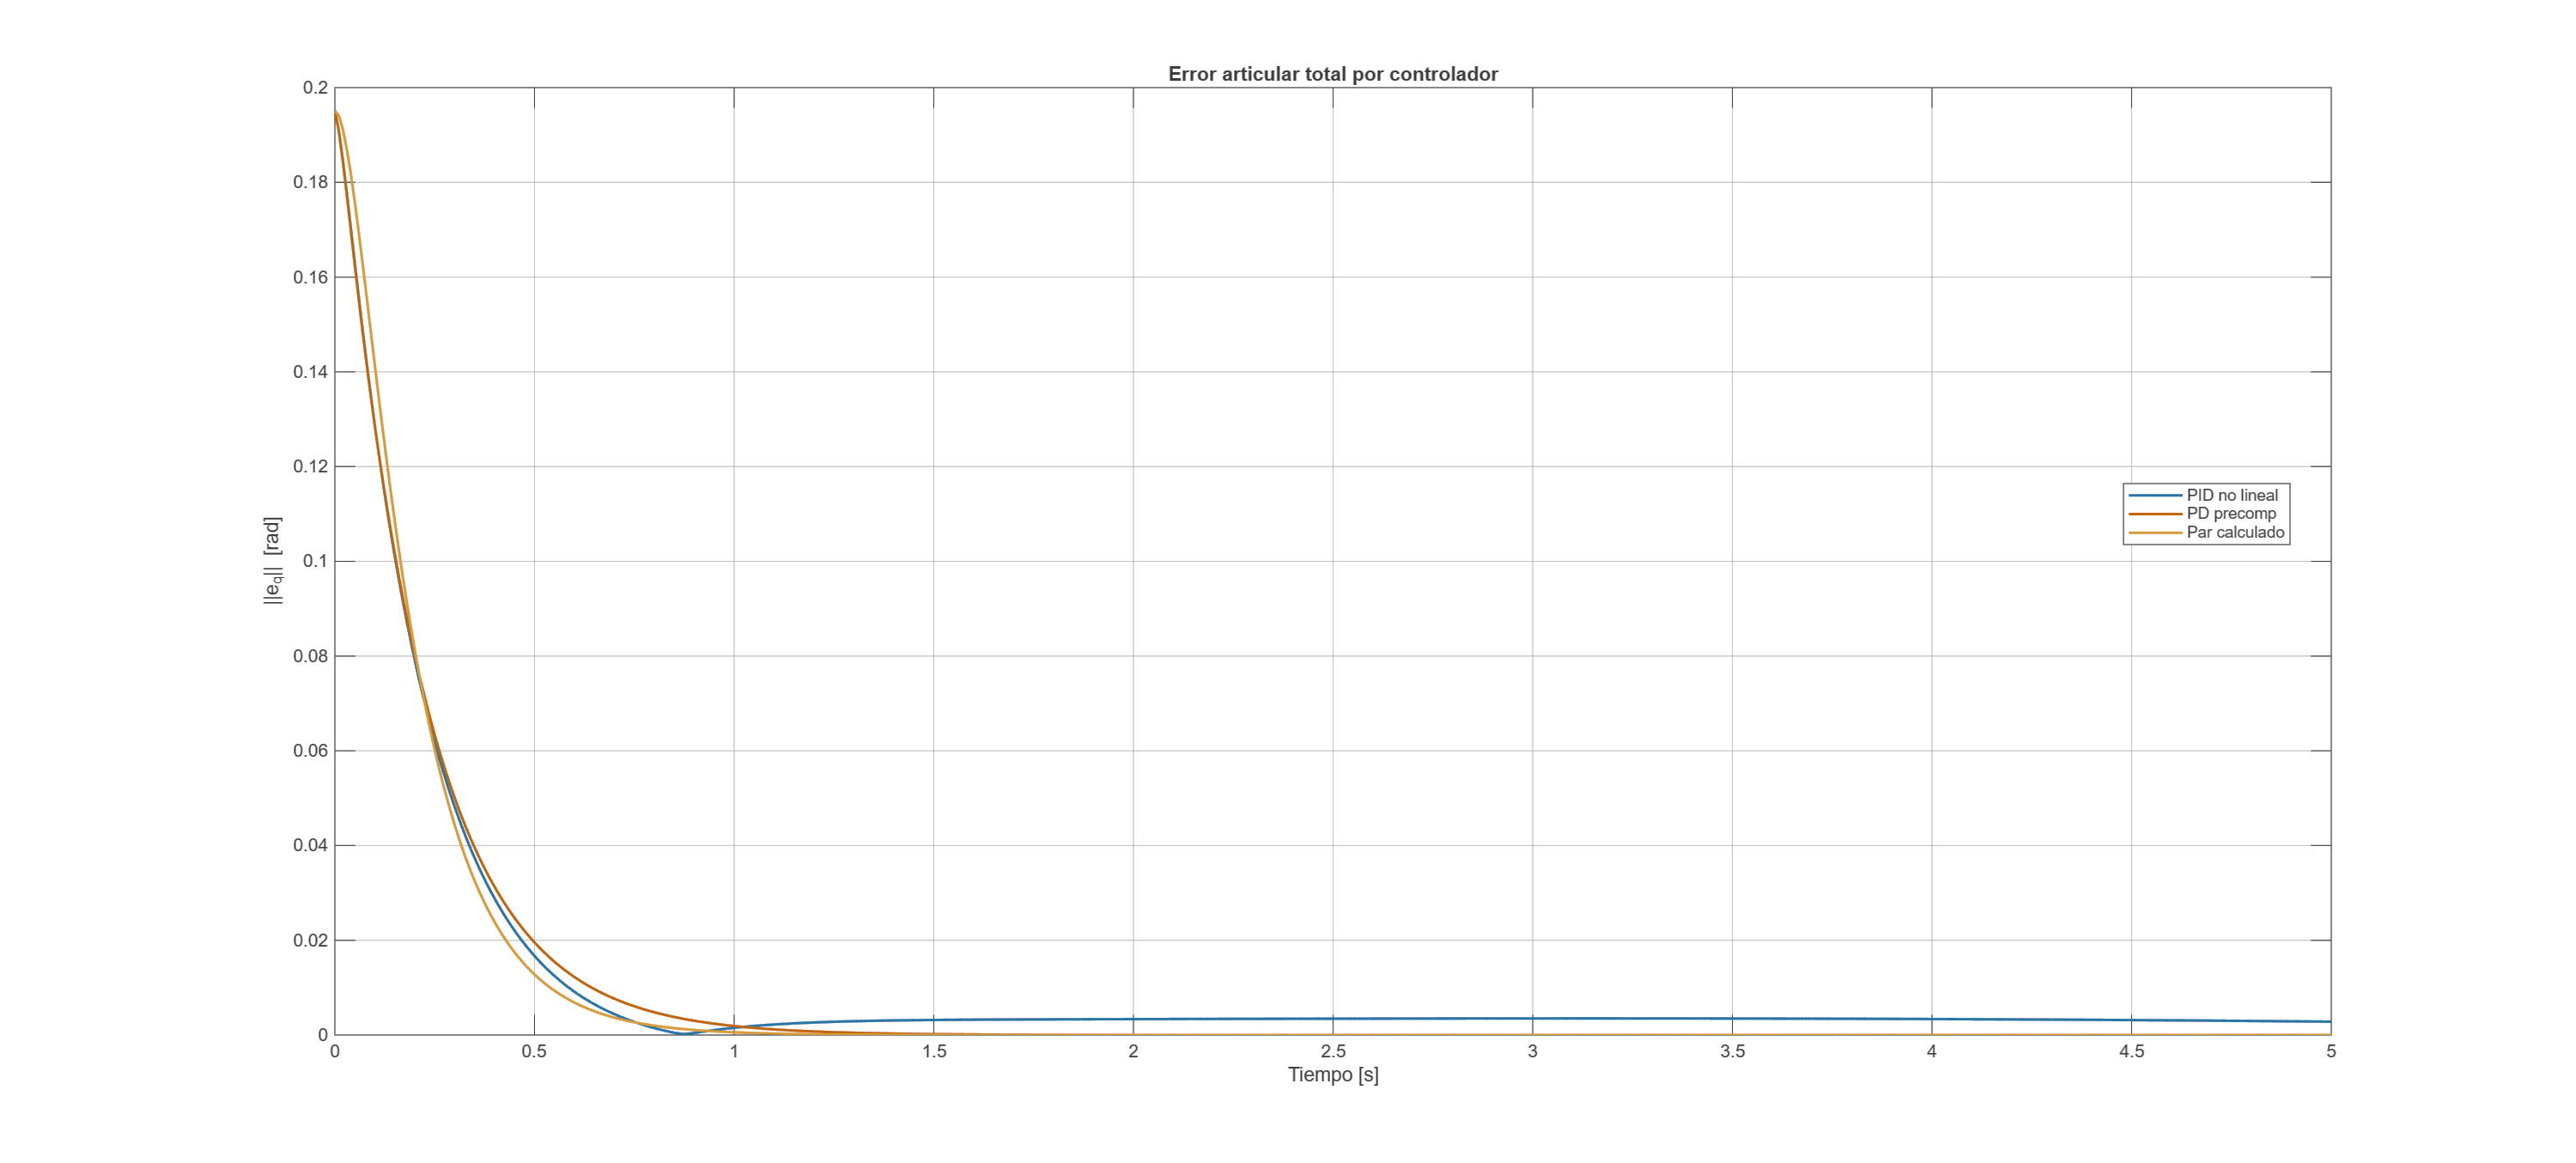 Error articular total por controlador
0.2
0.18
0.16
0.14
0.12
0.1
0.08
0.06
0.04
0.02
0
||eq|| [rad]
PID no lineal
PD precomp
Par calculado
0 0.5 1 1.5 2 2.5 3 3.5 4 4.5 5
Tiempo [s]